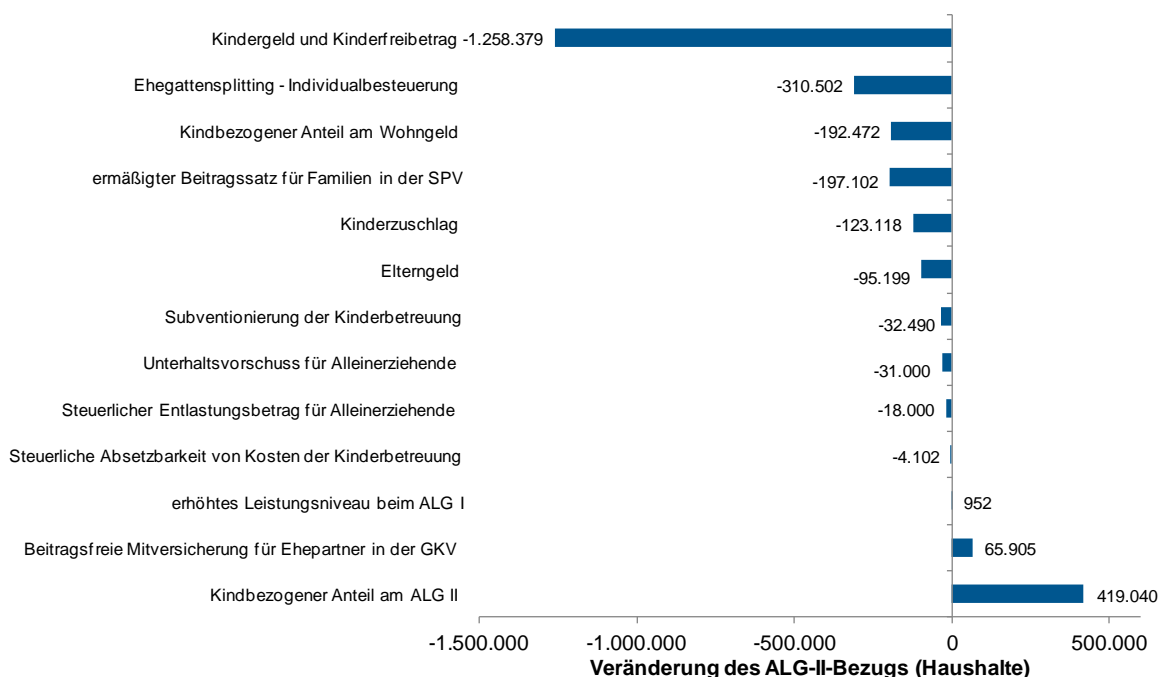 Kindergeld und Kinderfreibetrag -1.258.379
Ehegattensplitting - Individualbesteuerung -310.502
Kindbezogener Anteil am Wohngeld -192.472
ermäßigter Beitragssatz für Familien in der SPV -197.102
Kinderzuschlag -123.118
Elterngeld -95.199
Subventionierung der Kinderbetreuung -32.490
Unterhaltsvorschuss für Alleinerziehende -31.000
Steuerlicher Entlastungsbetrag für Alleinerziehende -18.000
Steuerliche Absetzbarkeit von Kosten der Kinderbetreuung -4.102
erhöhtes Leistungsniveau beim ALG I 952
Beitragsfreie Mitversicherung für Ehepartner in der GKV 65.905
Kindbezogener Anteil am ALG II 419.040
-1.500.000 -1.000.000 -500.000 0 500.000
Veränderung des ALG-II-Bezugs (Haushalte)